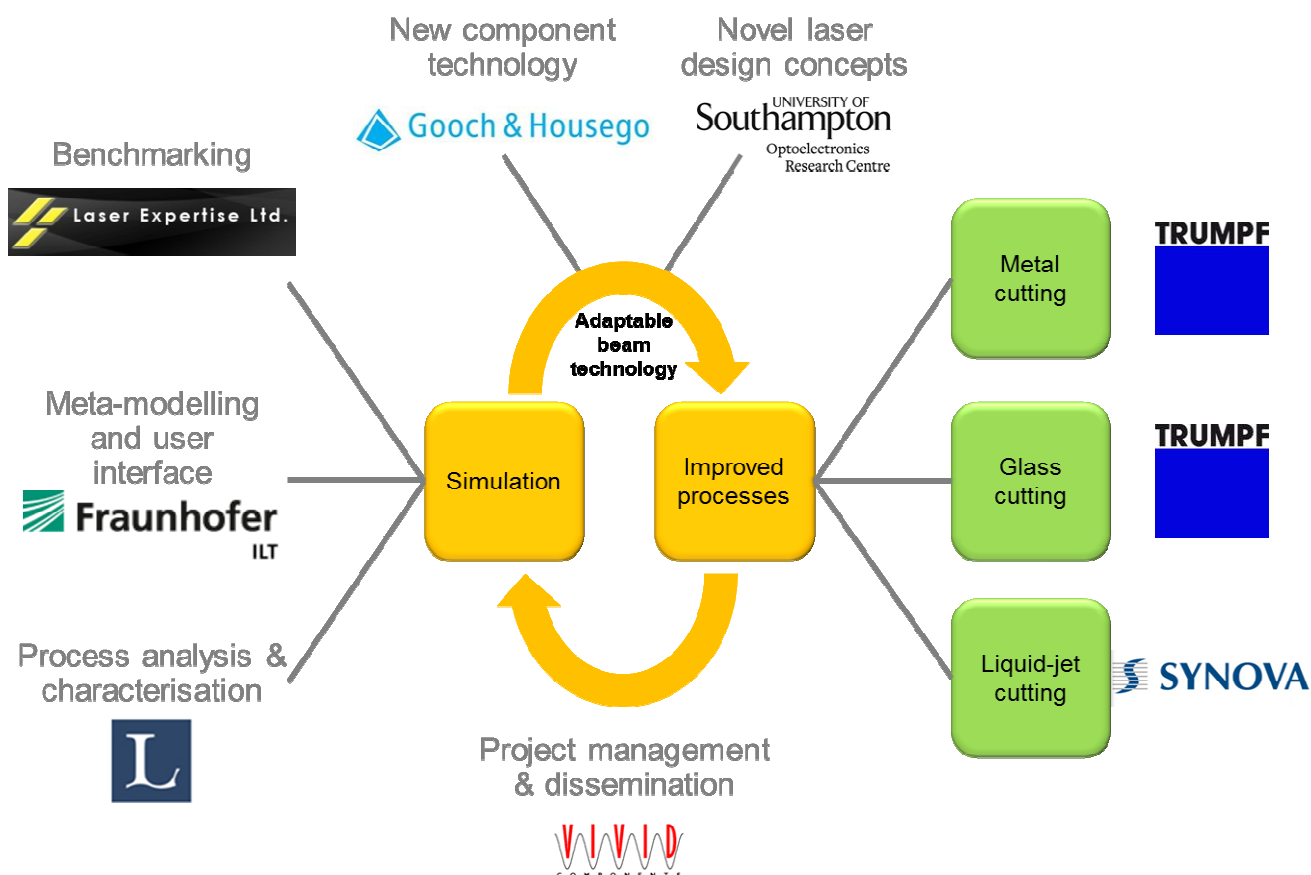 New component
technology
Gooch & Housego
Novel laser
design concepts
UNIVERSITY OF
Southampton
Optoelectronics
Research Centre
Benchmarking
Laser Expertise Ltd.
Adaptable
beam
technology
Meta-modelling
and user
interface
Fraunhofer
ILT
Simulation
Improved
processes
Metal
cutting
TRUMPF
Glass
cutting
TRUMPF
Liquid-jet
cutting
SYNOVA
Process analysis &
characterisation
L
Project management
& dissemination
VIVID